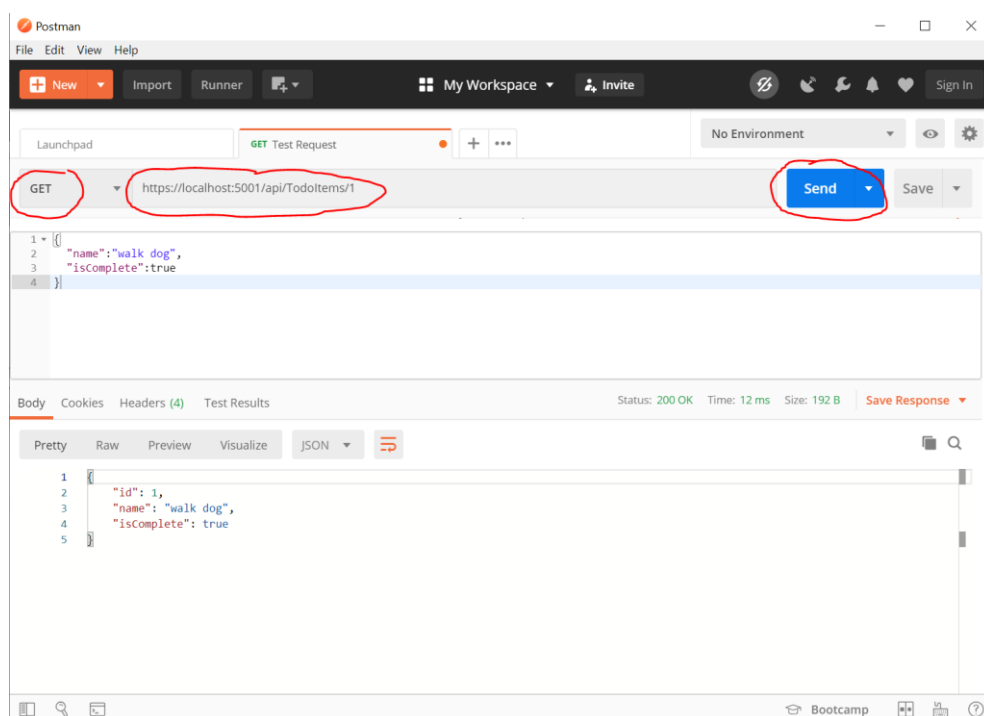 Postman
File Edit View Help
New Import Runner My Workspace Invite Sign In
Launchpad GET Test Request No Environment
GET https://localhost:5001/api/TodoItems/1 Send Save
1 {
2 "name":"walk dog",
3 "isComplete":true
4 }
Body Cookies Headers (4) Test Results Status: 200 OK Time: 12 ms Size: 192 B Save Response
Pretty Raw Preview Visualize JSON
1 {
2 "id": 1,
3 "name": "walk dog",
4 "isComplete": true
5 }
Bootcamp